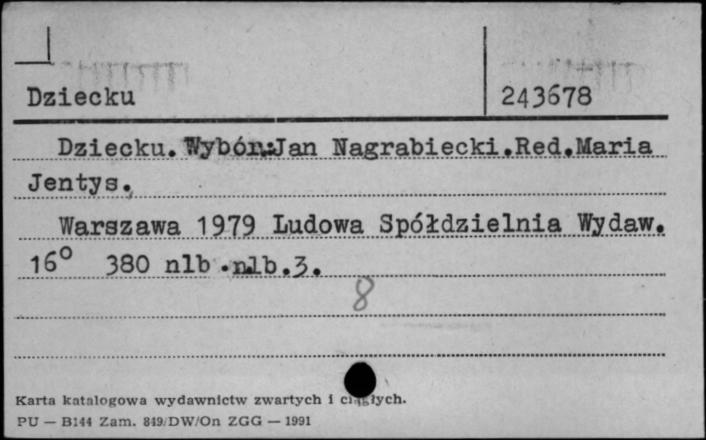 Dziecku 243678
Dziecku. Wybór:Jan Nagrabiecki.Red.Maria
Jentys.
Warszawa 1979 Ludowa Spółdzielnia Wydaw.
16° 380 nlb.nlb.3.
8
Karta katalogowa wydawnictw zwartych i ciągłych.
PU — B144 Zam. 849/DW/On ZGG — 1991